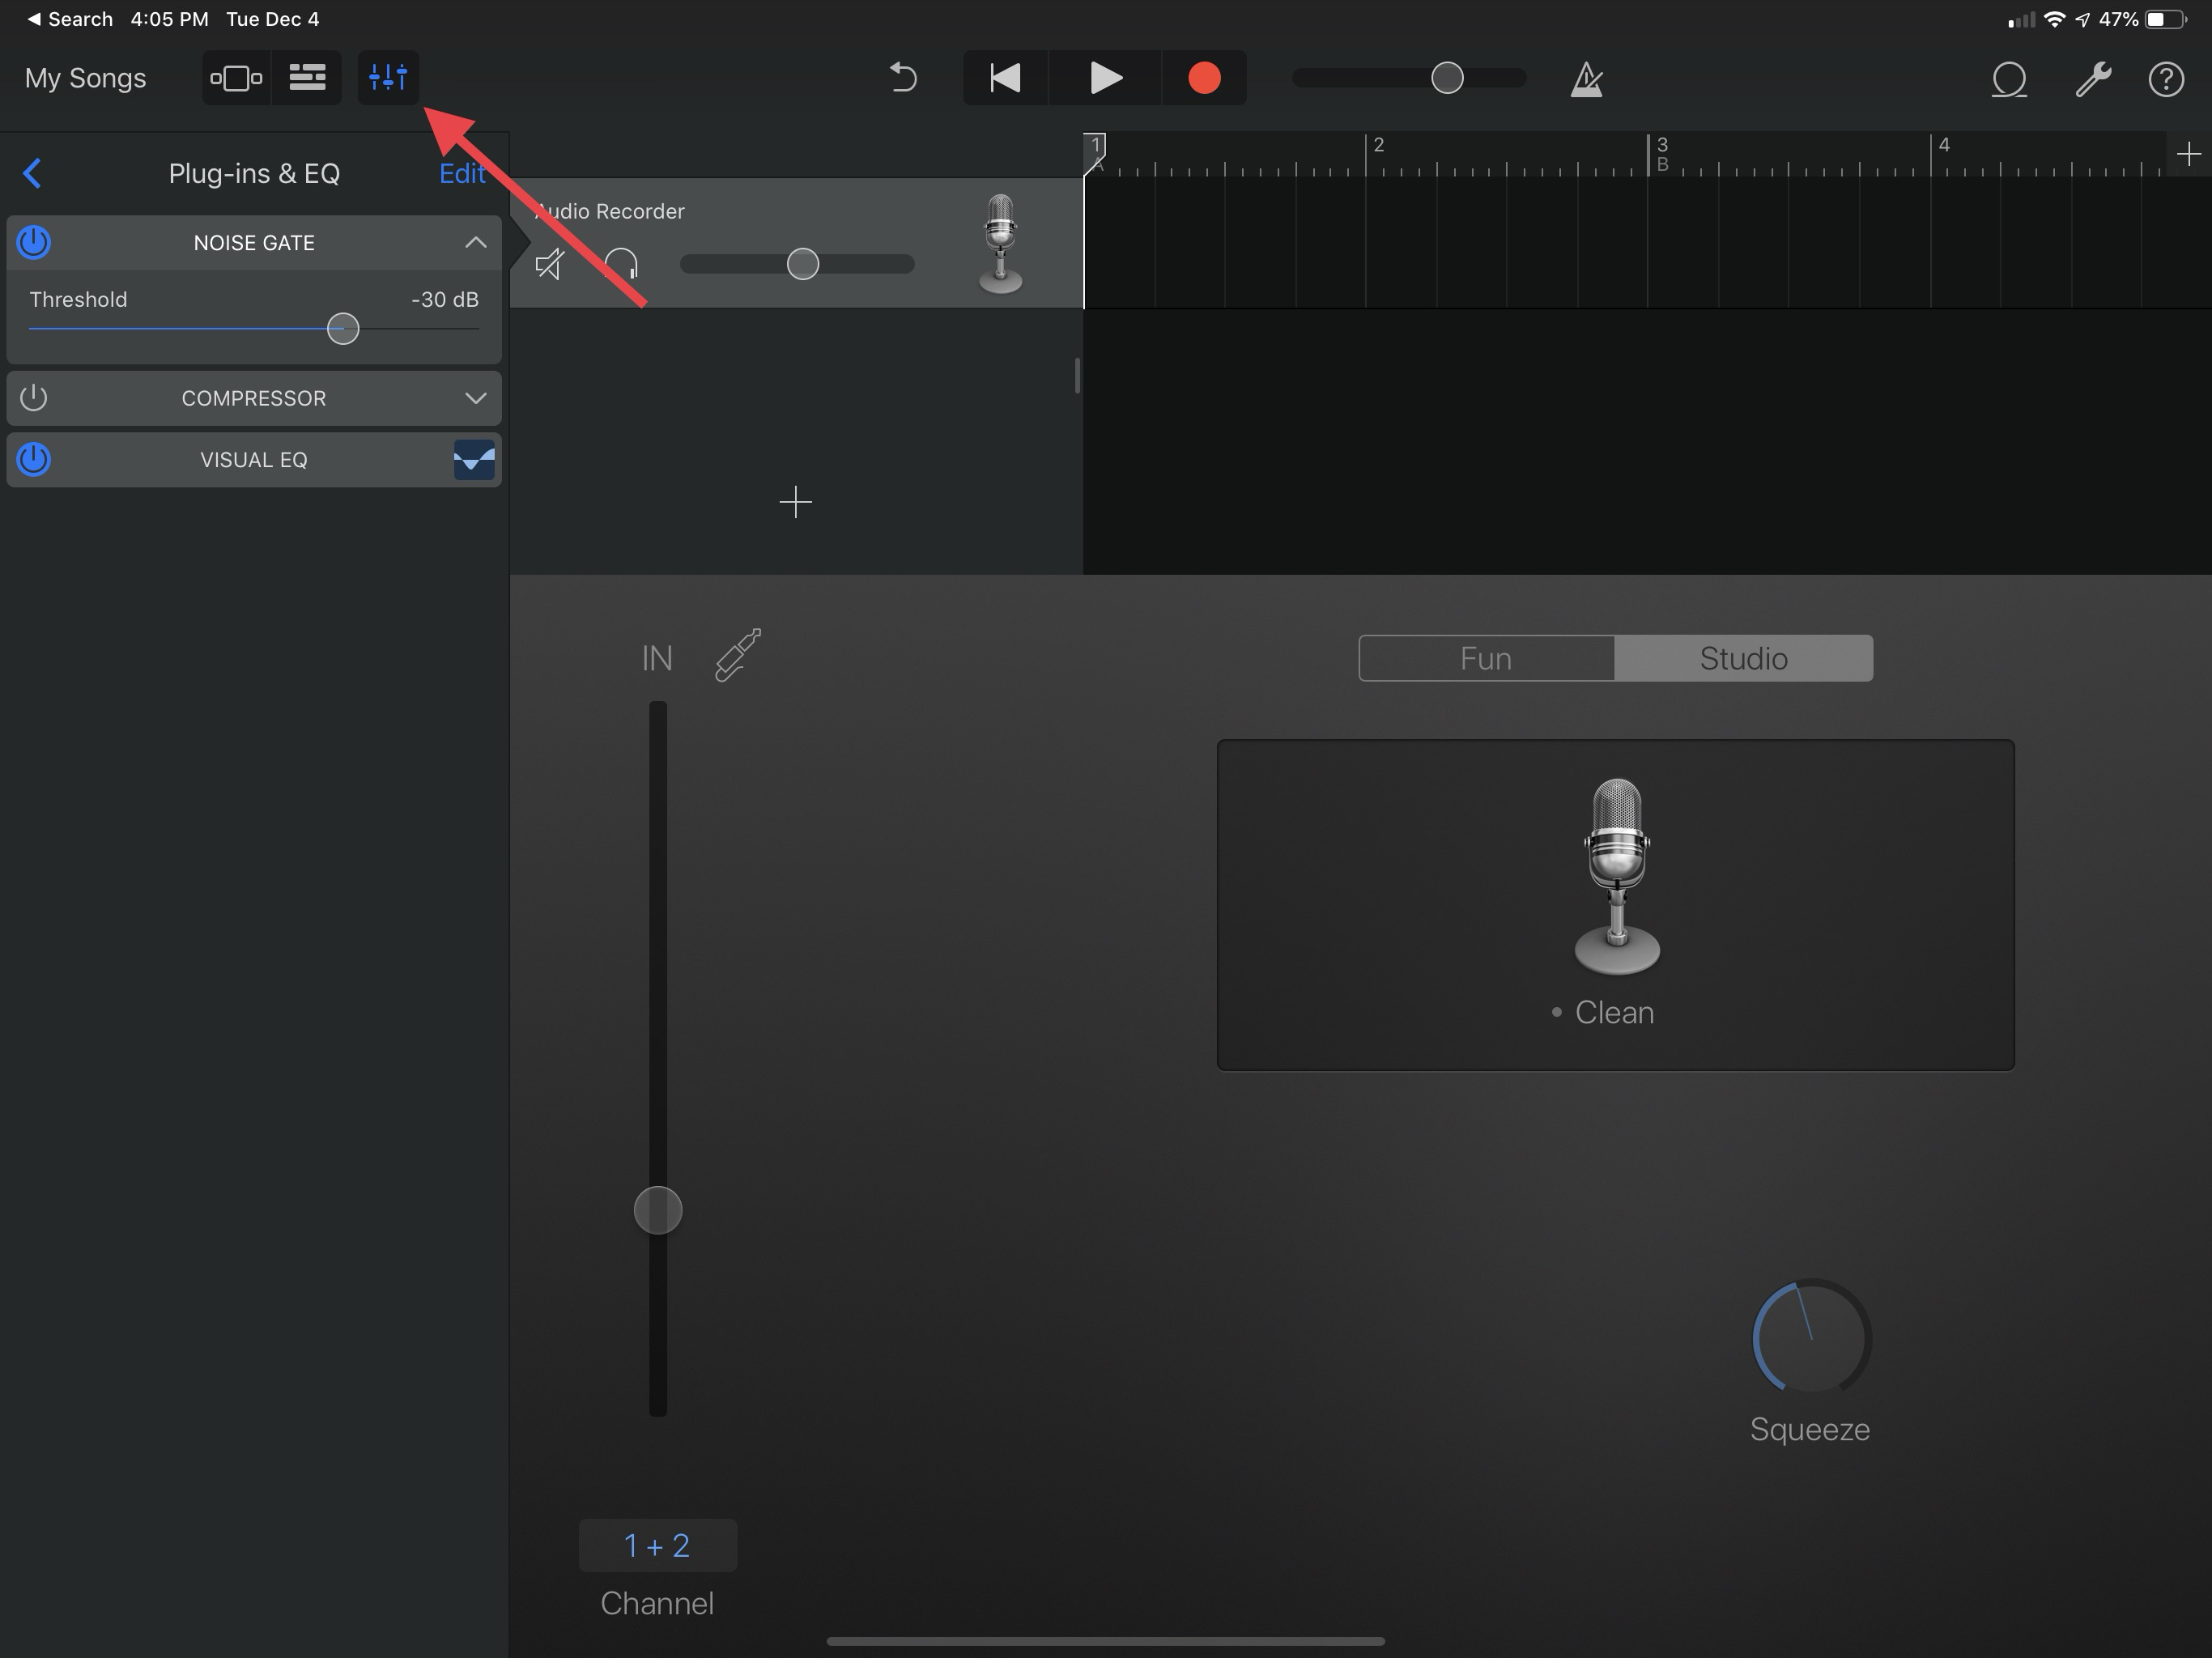 ◀ Search 4:05 PM Tue Dec 4 47%
My Songs
Plug-ins & EQ Edit
NOISE GATE
Threshold -30 dB
COMPRESSOR
VISUAL EQ
Audio Recorder
1 2 3 4
A B
IN
Fun Studio
• Clean
Squeeze
1 + 2
Channel